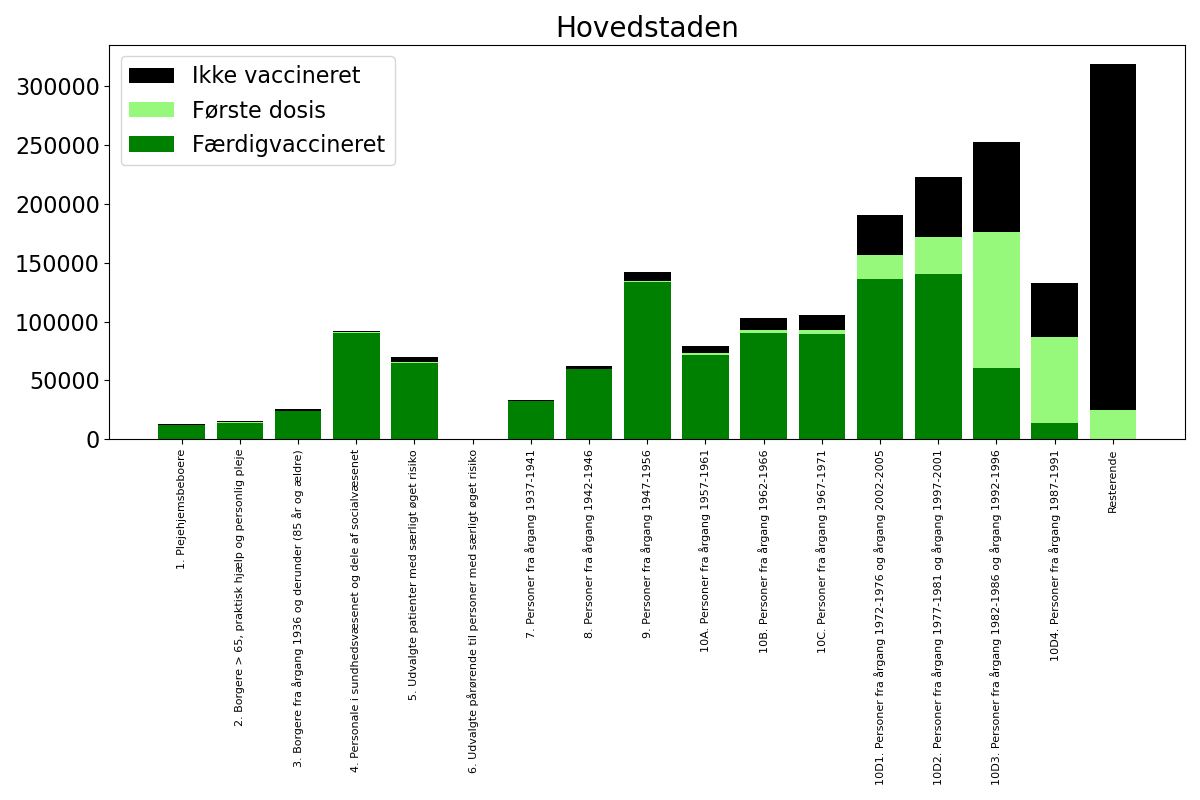 Hovedstaden
Ikke vaccineret
Første dosis
Færdigvaccineret
300000
250000
200000
150000
100000
50000
0
1. Plejehjemsbeboere
2. Borgere > 65, praktisk hjælp og personlig pleje
3. Borgere fra årgang 1936 og derunder (85 år og ældre)
4. Personale i sundhedsvæsenet og dele af socialvæsenet
5. Udvalgte patienter med særligt øget risiko
6. Udvalgte pårørende til personer med særligt øget risiko
7. Personer fra årgang 1937-1941
8. Personer fra årgang 1942-1946
9. Personer fra årgang 1947-1956
10A. Personer fra årgang 1957-1961
10B. Personer fra årgang 1962-1966
10C. Personer fra årgang 1967-1971
10D1. Personer fra årgang 1972-1976 og årgang 2002-2005
10D2. Personer fra årgang 1977-1981 og årgang 1997-2001
10D3. Personer fra årgang 1982-1986 og årgang 1992-1996
10D4. Personer fra årgang 1987-1991
Resterende